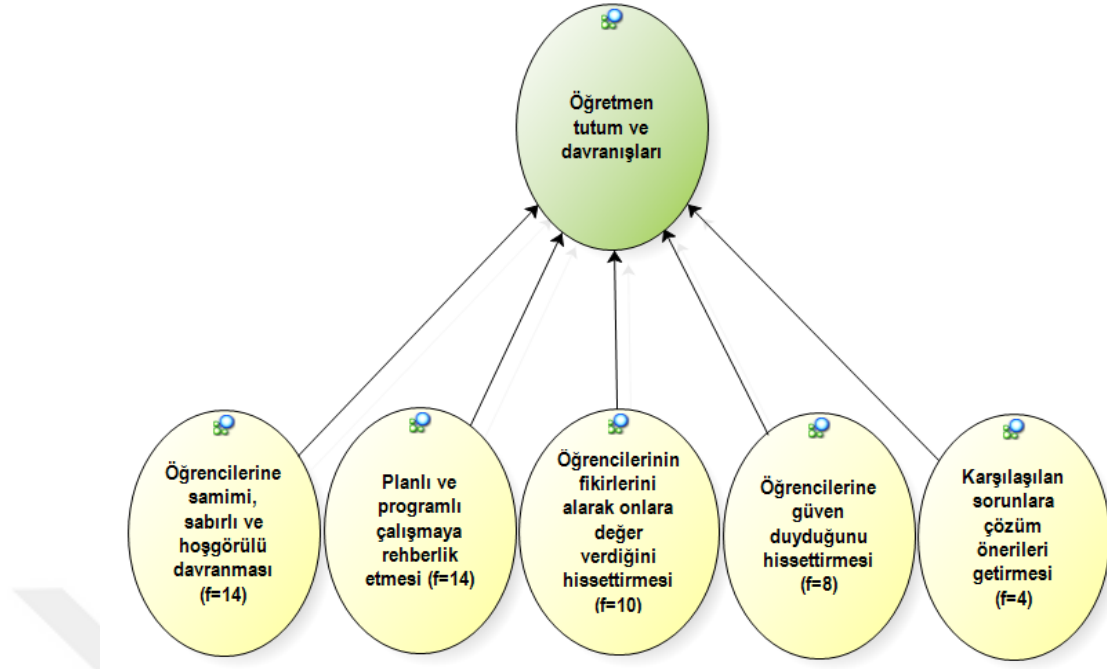 Öğretmen
tutum ve
davranışları
Öğrencilerine
samimi,
sabırlı ve
hoşgörülü
davranması
(f=14)
Planlı ve
programlı
çalışmaya
rehberlik
etmesi (f=14)
Öğrencilerinin
fikirlerini
alarak onlara
değer
verdiğini
hissettirmesi
(f=10)
Öğrencilerine
güven
duyduğunu
hissettirmesi
(f=8)
Karşılaşılan
sorunlara
çözüm
önerileri
getirmesi
(f=4)